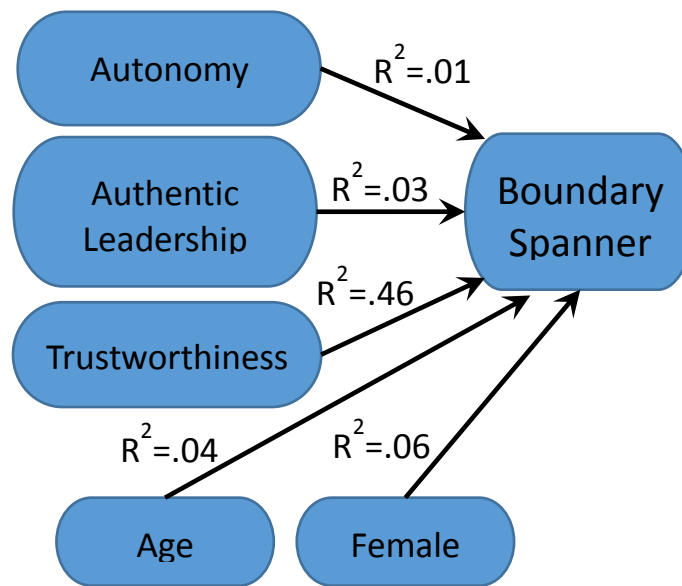 Autonomy
R²=.01
Authentic
Leadership
R²=.03
Boundary
Spanner
Trustworthiness
R²=.46
R²=.04
R²=.06
Age
Female